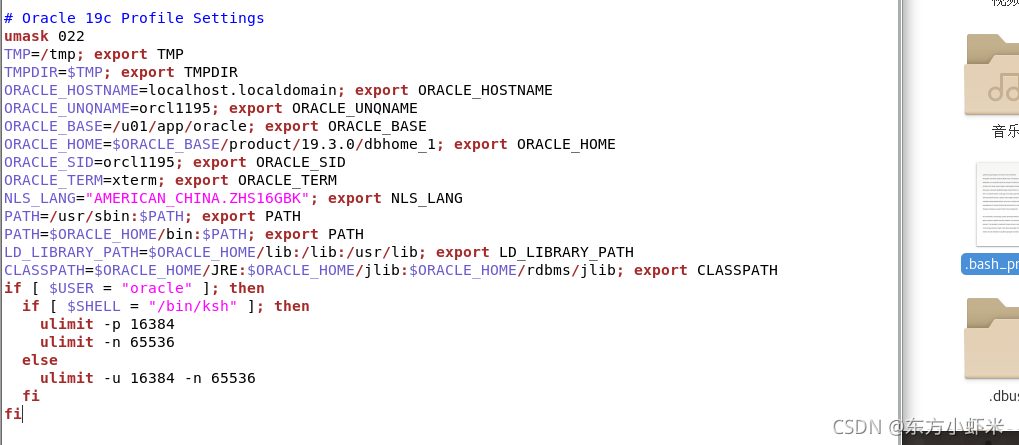 # Oracle 19c Profile Settings
umask 022
TMP=/tmp; export TMP
TMPDIR=$TMP; export TMPDIR
ORACLE_HOSTNAME=localhost.localdomain; export ORACLE_HOSTNAME
ORACLE_UNQNAME=orcl1195; export ORACLE_UNQNAME
ORACLE_BASE=/u01/app/oracle; export ORACLE_BASE
ORACLE_HOME=$ORACLE_BASE/product/19.3.0/dbhome_1; export ORACLE_HOME
ORACLE_SID=orcl1195; export ORACLE_SID
ORACLE_TERM=xterm; export ORACLE_TERM
NLS_LANG="AMERICAN_CHINA.ZHS16GBK"; export NLS_LANG
PATH=/usr/sbin:$PATH; export PATH
PATH=$ORACLE_HOME/bin:$PATH; export PATH
LD_LIBRARY_PATH=$ORACLE_HOME/lib:/lib:/usr/lib; export LD_LIBRARY_PATH
CLASSPATH=$ORACLE_HOME/JRE:$ORACLE_HOME/jlib:$ORACLE_HOME/rdbms/jlib; export CLASSPATH
if [ $USER = "oracle" ]; then
  if [ $SHELL = "/bin/ksh" ]; then
    ulimit -p 16384
    ulimit -n 65536
  else
    ulimit -u 16384 -n 65536
  fi
fi
音乐
.bash_pr
.dbus
CSDN @东方小虾米